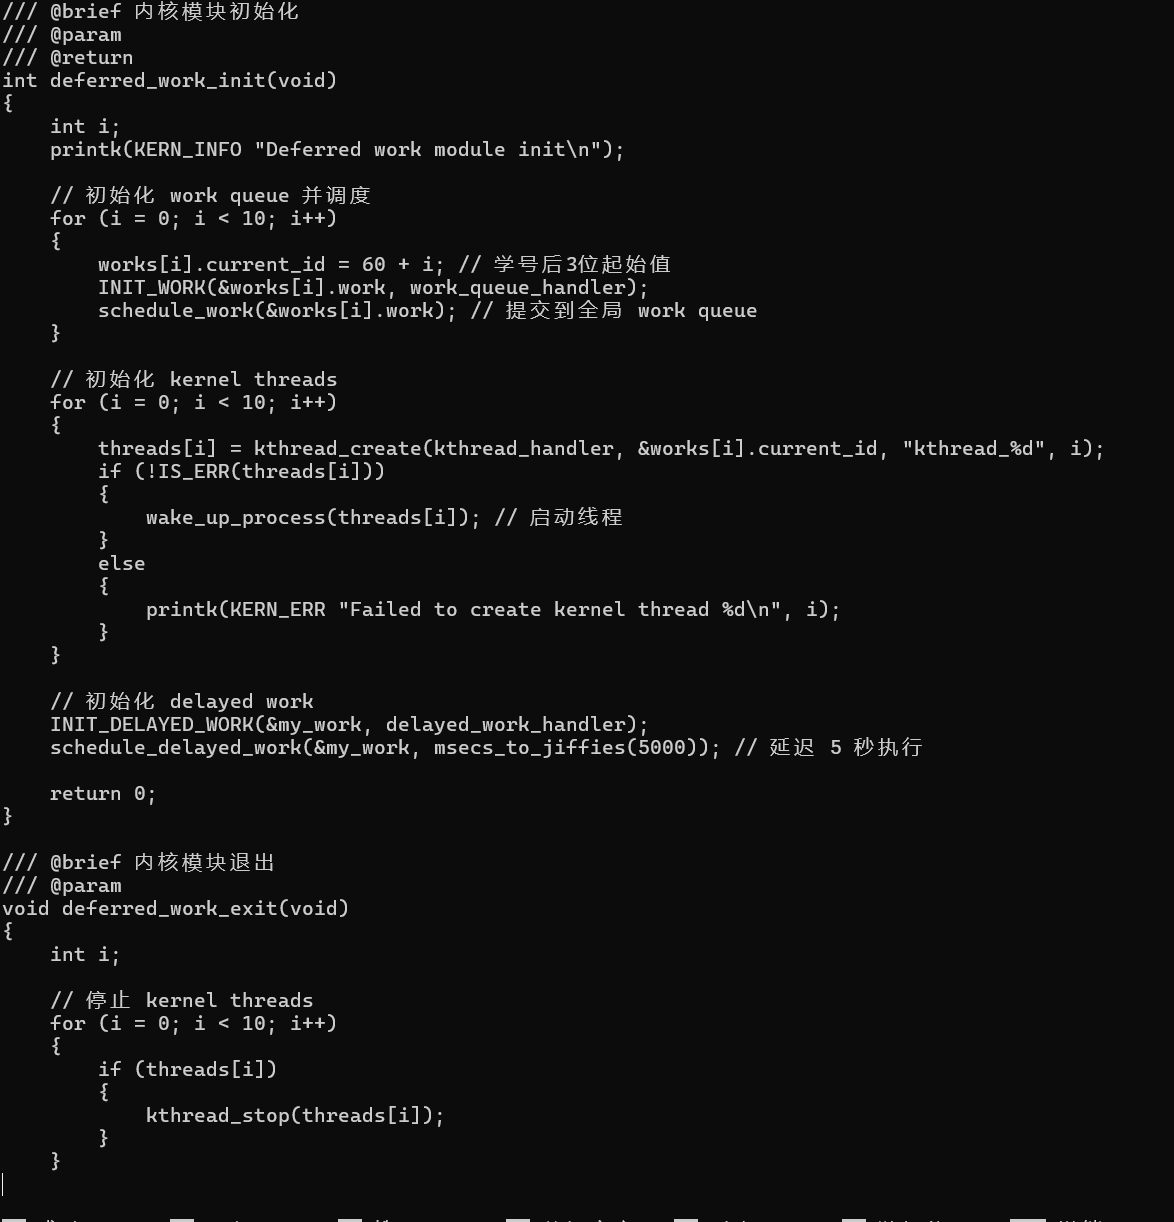 /// @brief 内核模块初始化
/// @param
/// @return
int deferred_work_init(void)
{
    int i;
    printk(KERN_INFO "Deferred work module init\n");

    // 初始化 work queue 并调度
    for (i = 0; i < 10; i++)
    {
        works[i].current_id = 60 + i; // 学号后3位起始值
        INIT_WORK(&works[i].work, work_queue_handler);
        schedule_work(&works[i].work); // 提交到全局 work queue
    }

    // 初始化 kernel threads
    for (i = 0; i < 10; i++)
    {
        threads[i] = kthread_create(kthread_handler, &works[i].current_id, "kthread_%d", i);
        if (!IS_ERR(threads[i]))
        {
            wake_up_process(threads[i]); // 启动线程
        }
        else
        {
            printk(KERN_ERR "Failed to create kernel thread %d\n", i);
        }
    }

    // 初始化 delayed work
    INIT_DELAYED_WORK(&my_work, delayed_work_handler);
    schedule_delayed_work(&my_work, msecs_to_jiffies(5000)); // 延迟 5 秒执行

    return 0;
}

/// @brief 内核模块退出
/// @param
void deferred_work_exit(void)
{
    int i;

    // 停止 kernel threads
    for (i = 0; i < 10; i++)
    {
        if (threads[i])
        {
            kthread_stop(threads[i]);
        }
    }